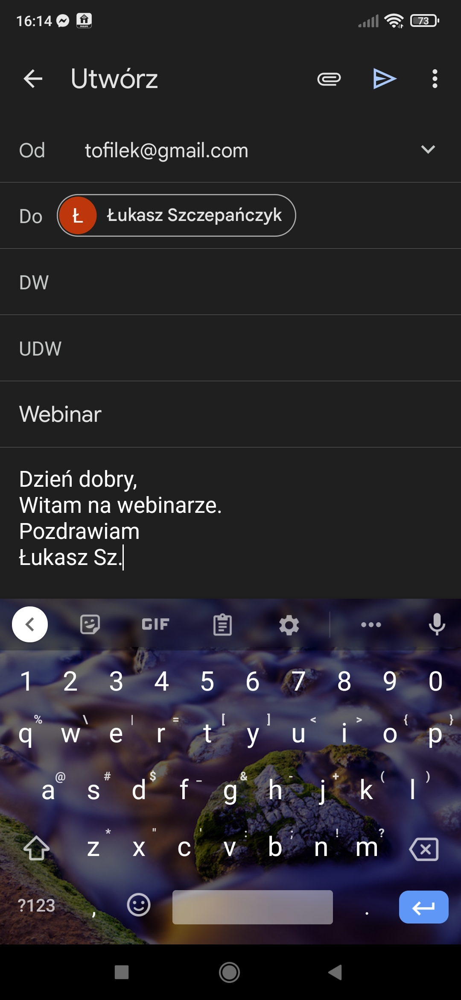 16:14 PHILIPS 73
Utwórz
Od tofilek@gmail.com
Do Ł Łukasz Szczepańczyk
DW
UDW
Webinar
Dzień dobry,
Witam na webinarze.
Pozdrawiam
Łukasz Sz.
GIF
1 2 3 4 5 6 7 8 9 0
% \ | = [ ] < > { }
q w e r t y u i o p
@ # $ _ & - + ( )
a s d f g h j k l
* " ' : ; ! ?
z x c v b n m
?123 , .